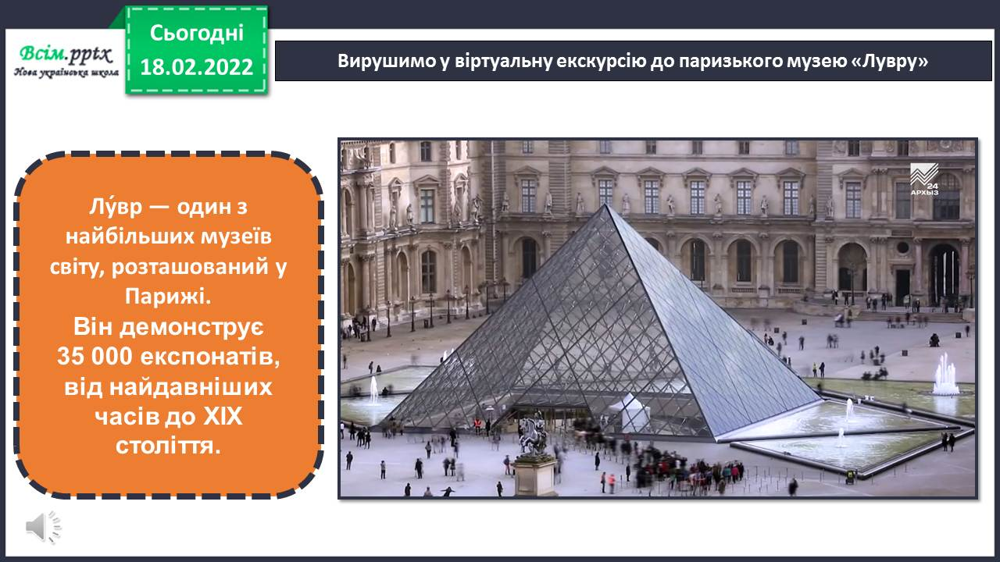 Всім.pptx
Нова українська школа
Сьогодні
18.02.2022
Вирушимо у віртуальну екскурсію до паризького музею «Лувру»
Лу́вр — один з
найбільших музеїв
світу, розташований у
Парижі.
Він демонструє
35 000 експонатів,
від найдавніших
часів до XIX
століття.
24
АРХЫЗ